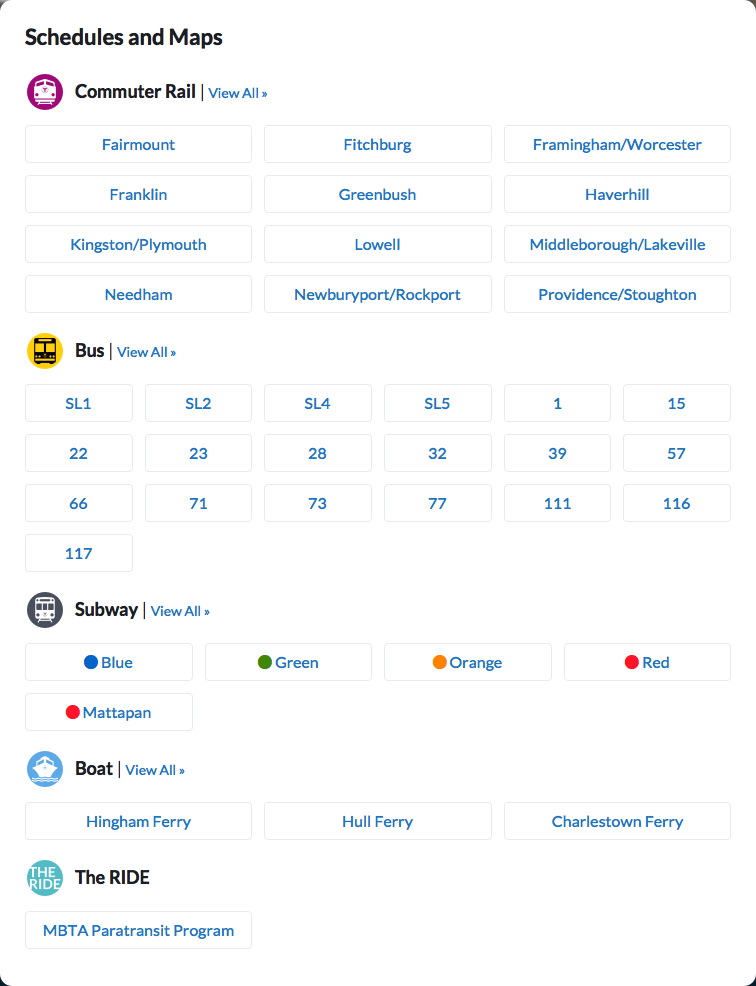 Schedules and Maps
Commuter Rail | View All »
Fairmount Fitchburg Framingham/Worcester
Franklin Greenbush Haverhill
Kingston/Plymouth Lowell Middleborough/Lakeville
Needham Newburyport/Rockport Providence/Stoughton
Bus | View All »
SL1 SL2 SL4 SL5 1 15
22 23 28 32 39 57
66 71 73 77 111 116
117
Subway | View All »
Blue Green Orange Red
Mattapan
Boat | View All »
Hingham Ferry Hull Ferry Charlestown Ferry
THE
RIDE
The RIDE
MBTA Paratransit Program